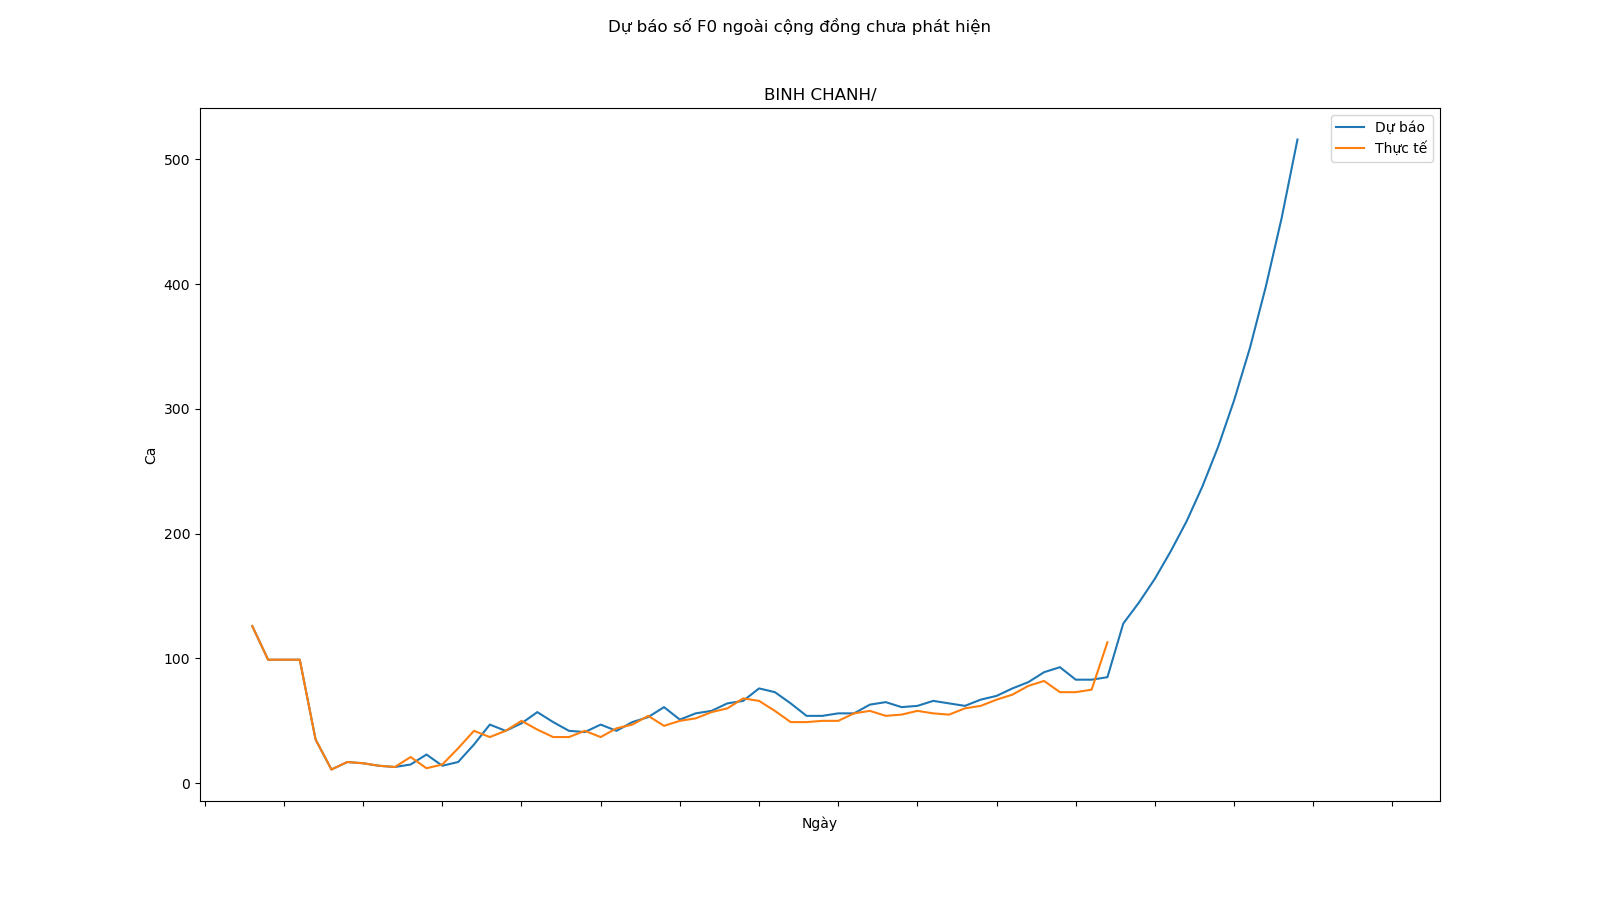 Dự báo số F0 ngoài cộng đồng chưa phát hiện
BINH CHANH/
Dự báo
Thực tế
500
400
300
200
100
0
Ca
Ngày